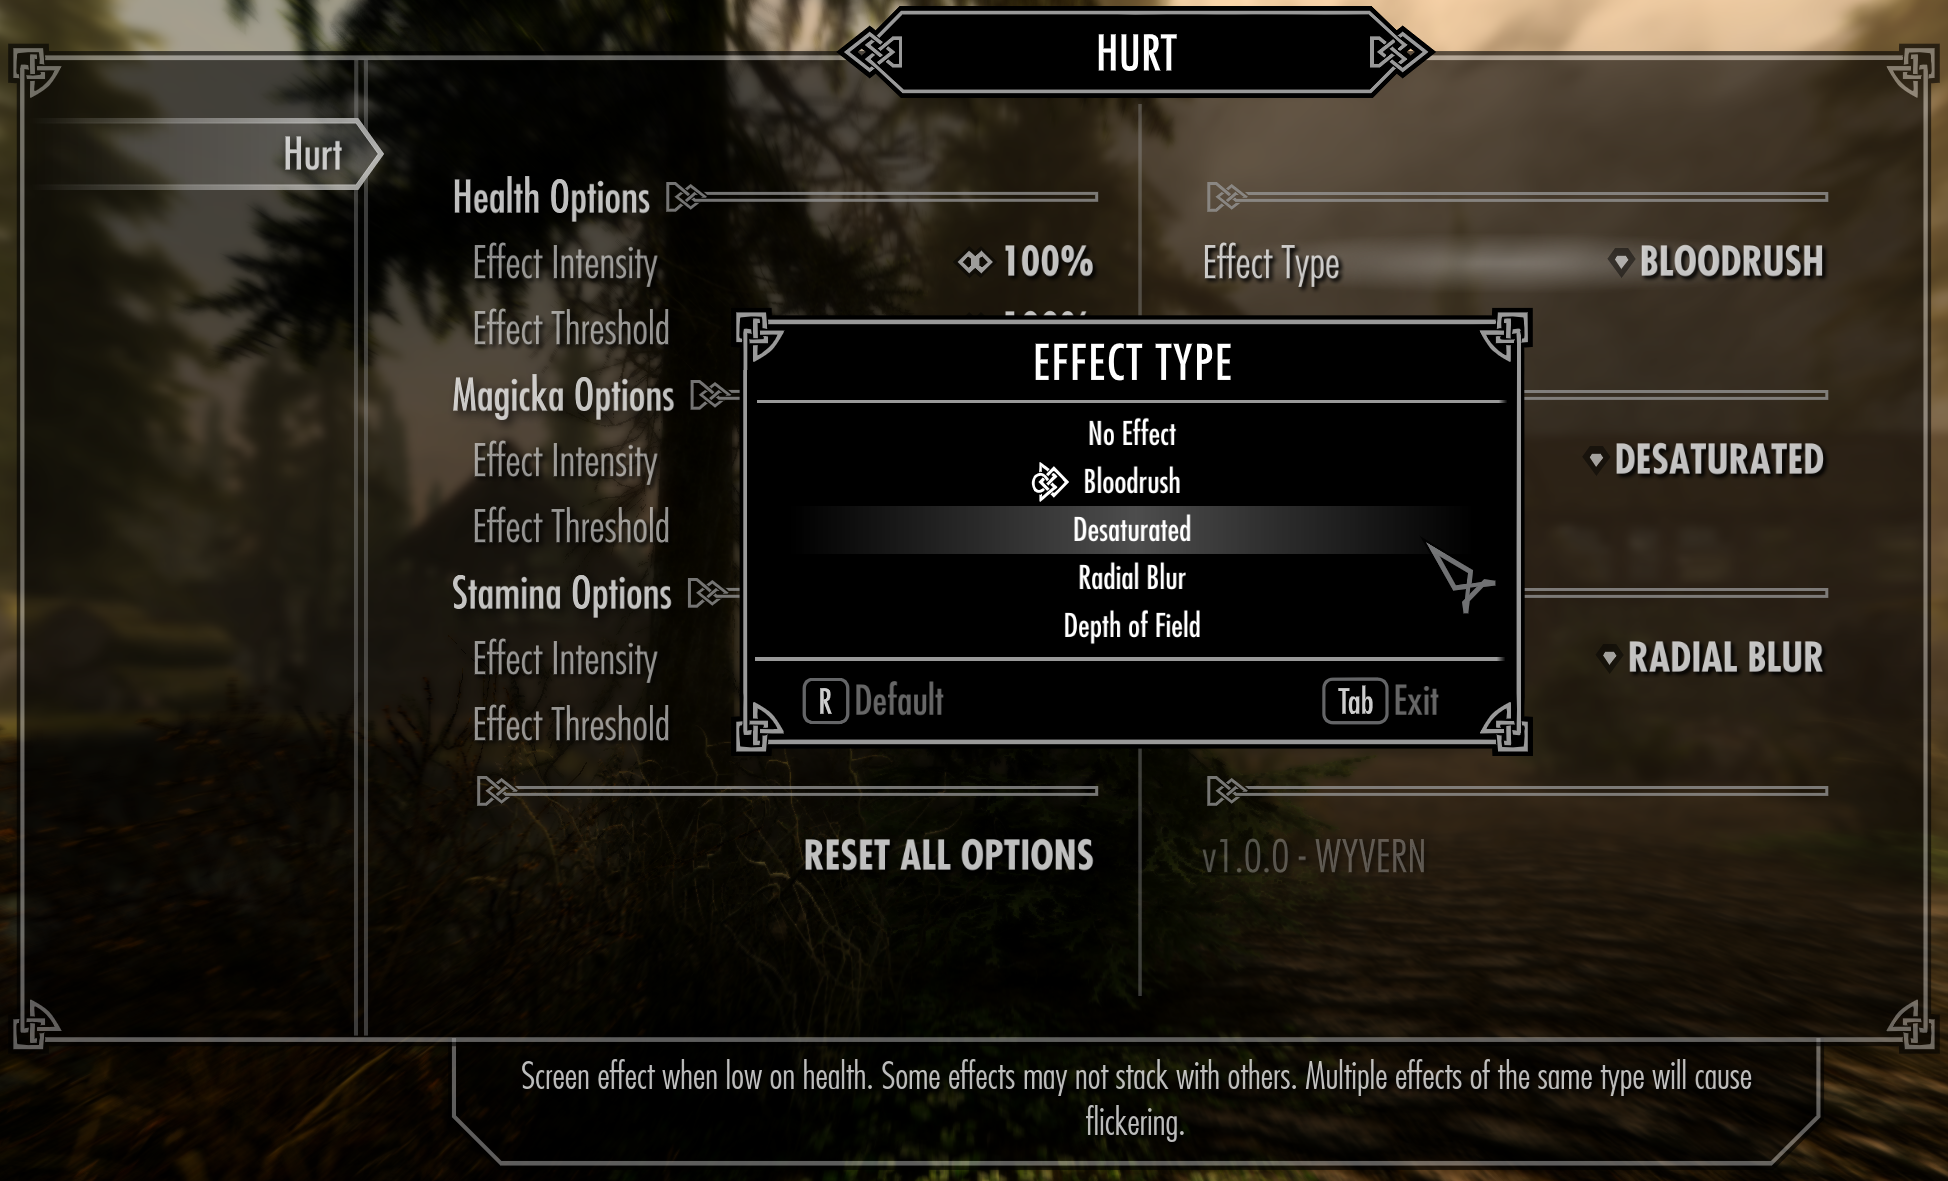 HURT
Hurt
Health Options
Effect Intensity
100%
Effect Type
BLOODRUSH
Effect Threshold
100%
Magicka Options
Effect Intensity
DESATURATED
Effect Threshold
Stamina Options
Effect Intensity
RADIAL BLUR
Effect Threshold
EFFECT TYPE
No Effect
Bloodrush
Desaturated
Radial Blur
Depth of Field
R Default
Tab Exit
RESET ALL OPTIONS
v1.0.0 - WYVERN
Screen effect when low on health. Some effects may not stack with others. Multiple effects of the same type will cause
flickering.